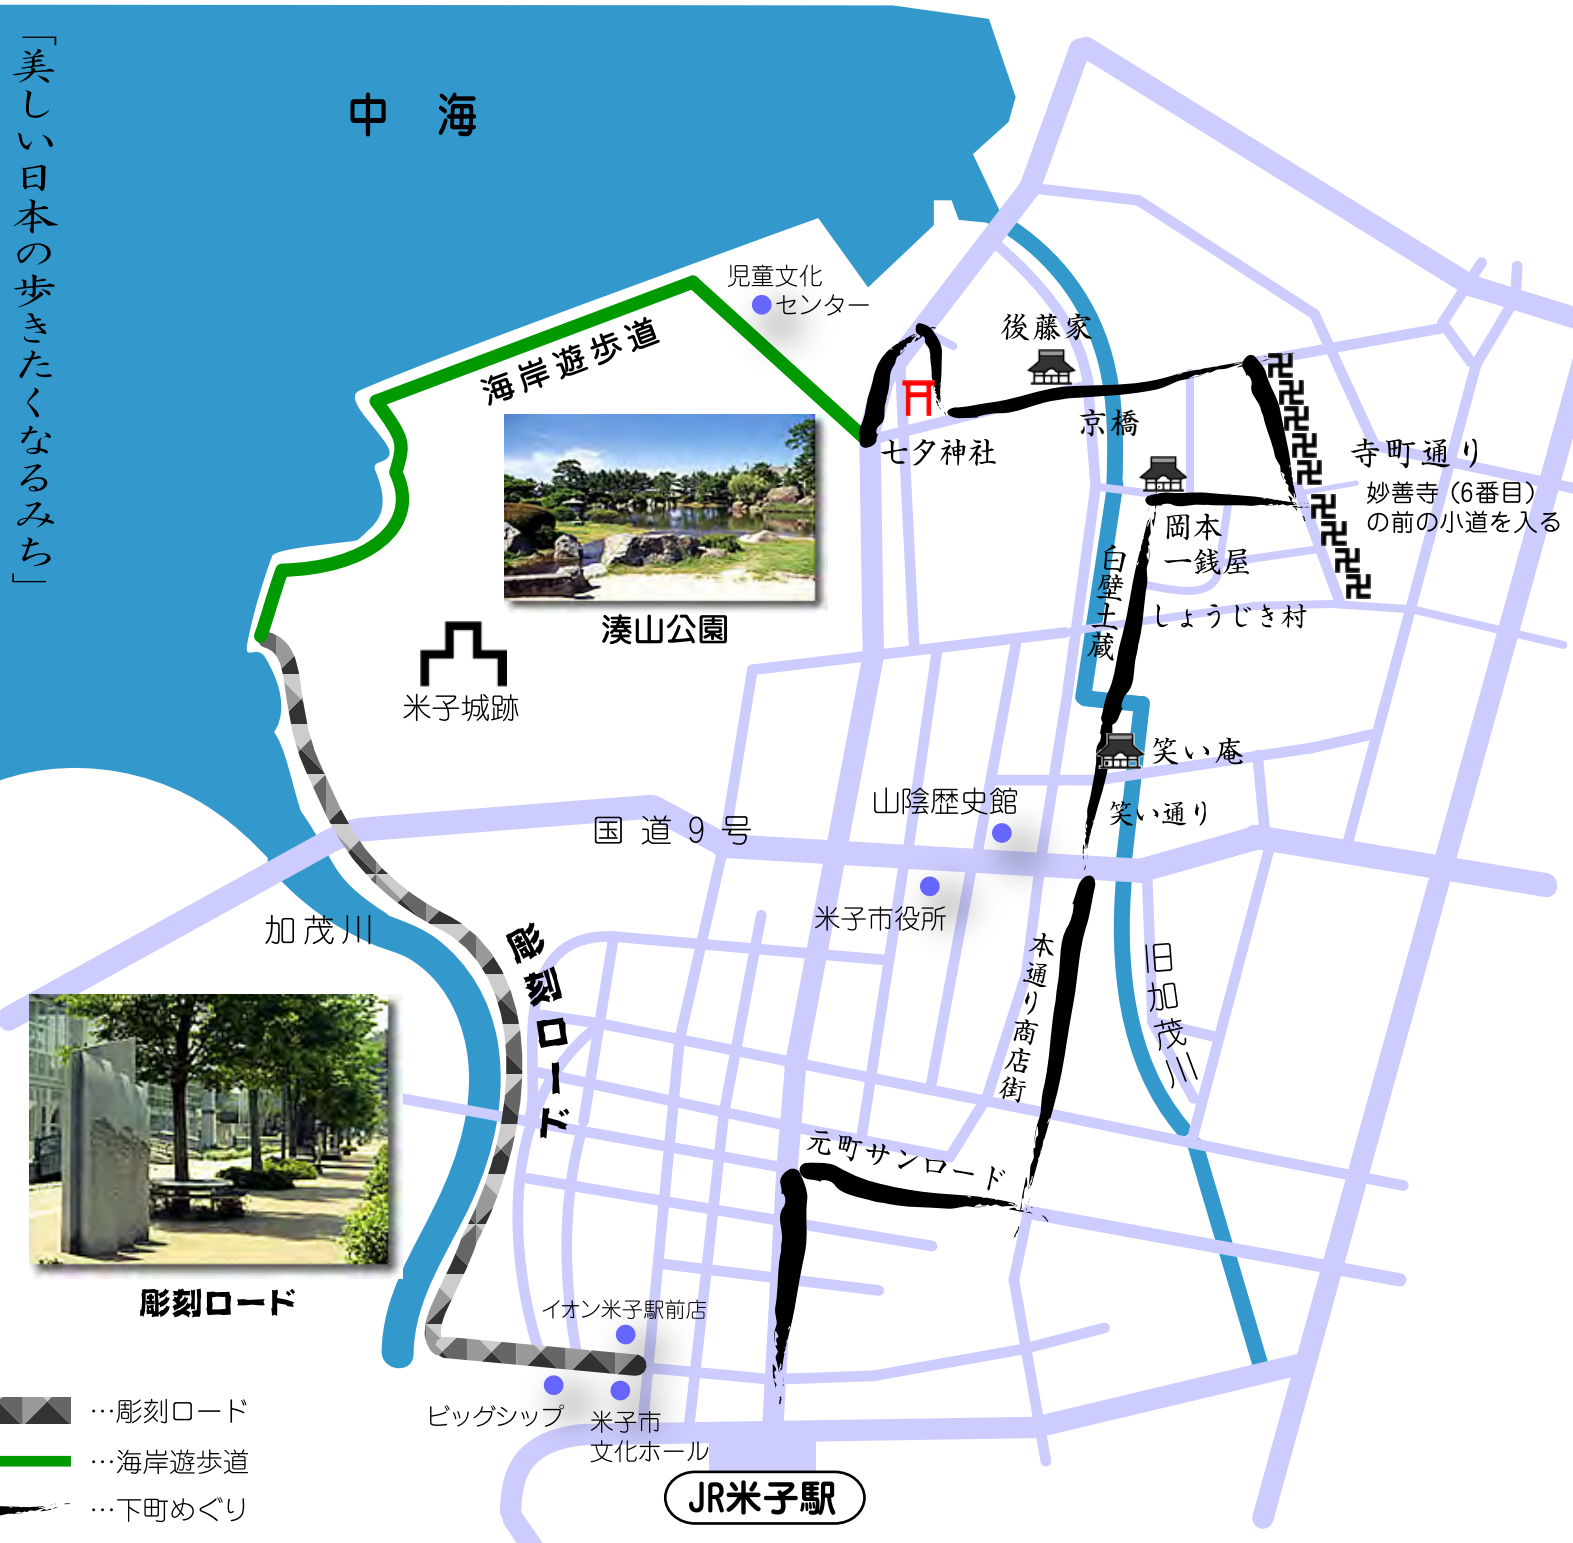 「美しい日本の歩きたくなるみち」
中 海
児童文化
センター
海岸遊歩道
後藤家
京橋
七夕神社
寺町通り
妙善寺（6番目）
の前の小道を入る
岡本
一銭屋
白壁土蔵
しょうじき村
湊山公園
米子城跡
笑い庵
笑い通り
山陰歴史館
国道9号
米子市役所
加茂川
彫刻ロード
本通り商店街
旧加茂川
元町サンロード
彫刻ロード
イオン米子駅前店
ビッグシップ
米子市
文化ホール
JR米子駅
…彫刻ロード
…海岸遊歩道
…下町めぐり